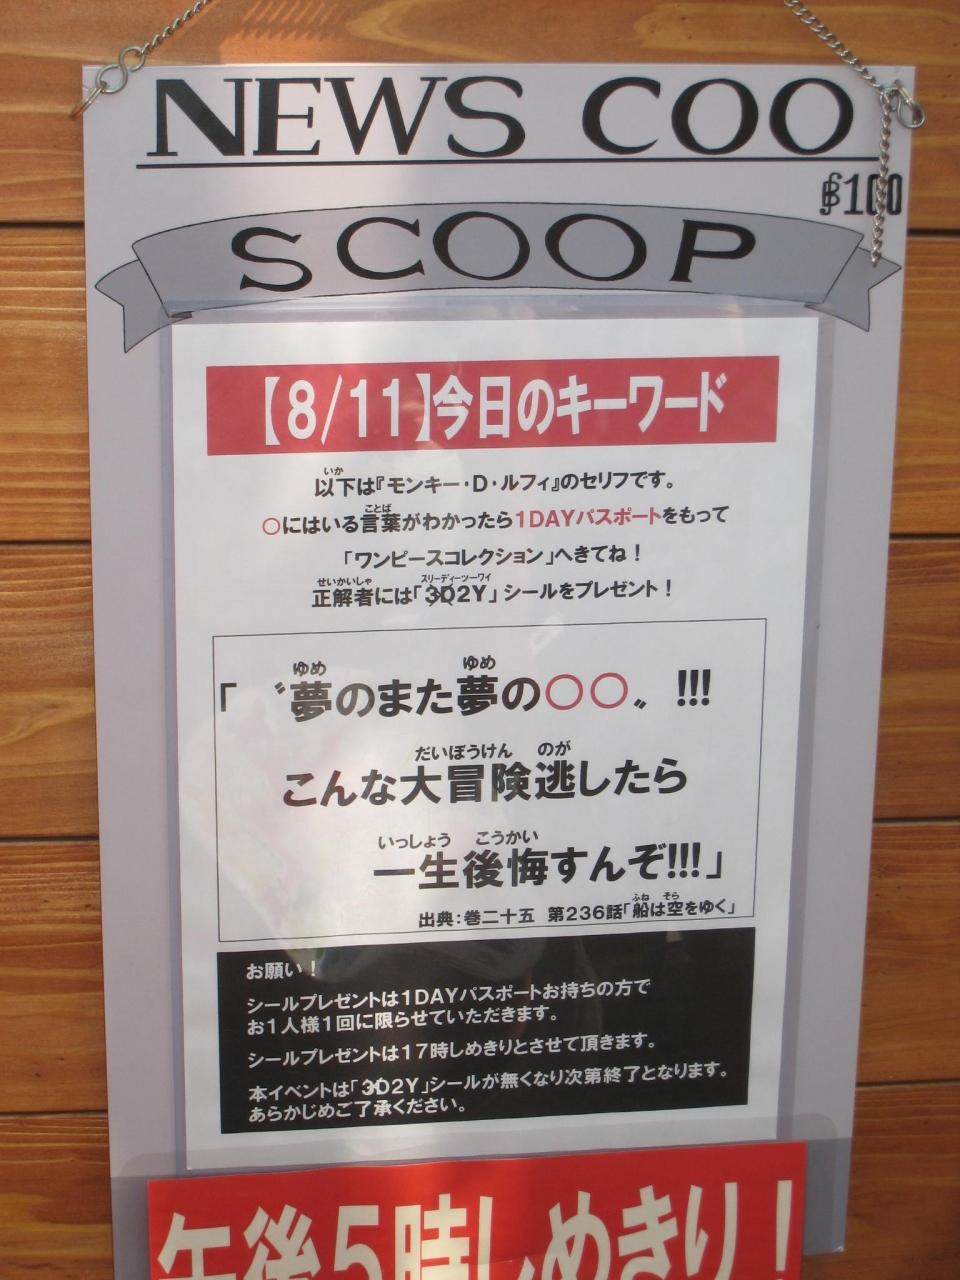 NEWS COO
฿100
SCOOP
【8/11】今日のキーワード
以下は『モンキー・D・ルフィ』のセリフです。
○にはいる言葉がわかったら1DAYパスポートをもって
「ワンピースコレクション」へきてね！
正解者には「3D2Y」シールをプレゼント！
「〝夢のまた夢の○○〟!!!
こんな大冒険逃したら
一生後悔すんぞ!!!」
出典：巻二十五 第236話「船は空をゆく」
お願い！
シールプレゼントは1DAYパスポートお持ちの方で
お1人様1回に限らせていただきます。
シールプレゼントは17時しめきりとさせて頂きます。
本イベントは「3D2Y」シールが無くなり次第終了となります。
あらかじめご了承ください。
午後5時しめきり！